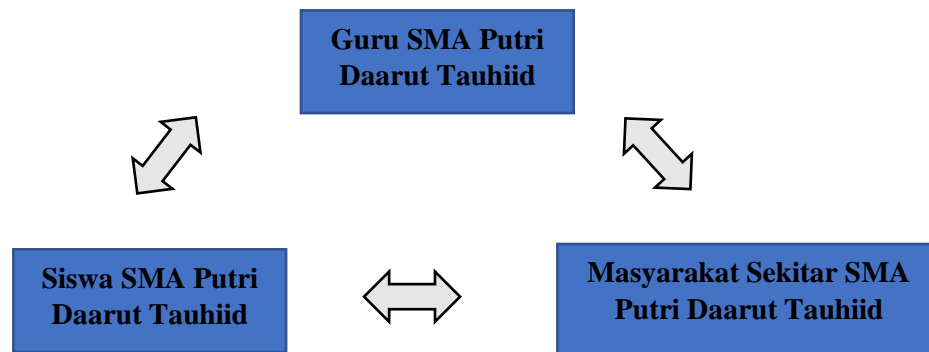 Guru SMA Putri
Daarut Tauhiid
Siswa SMA Putri
Daarut Tauhiid
Masyarakat Sekitar SMA
Putri Daarut Tauhiid